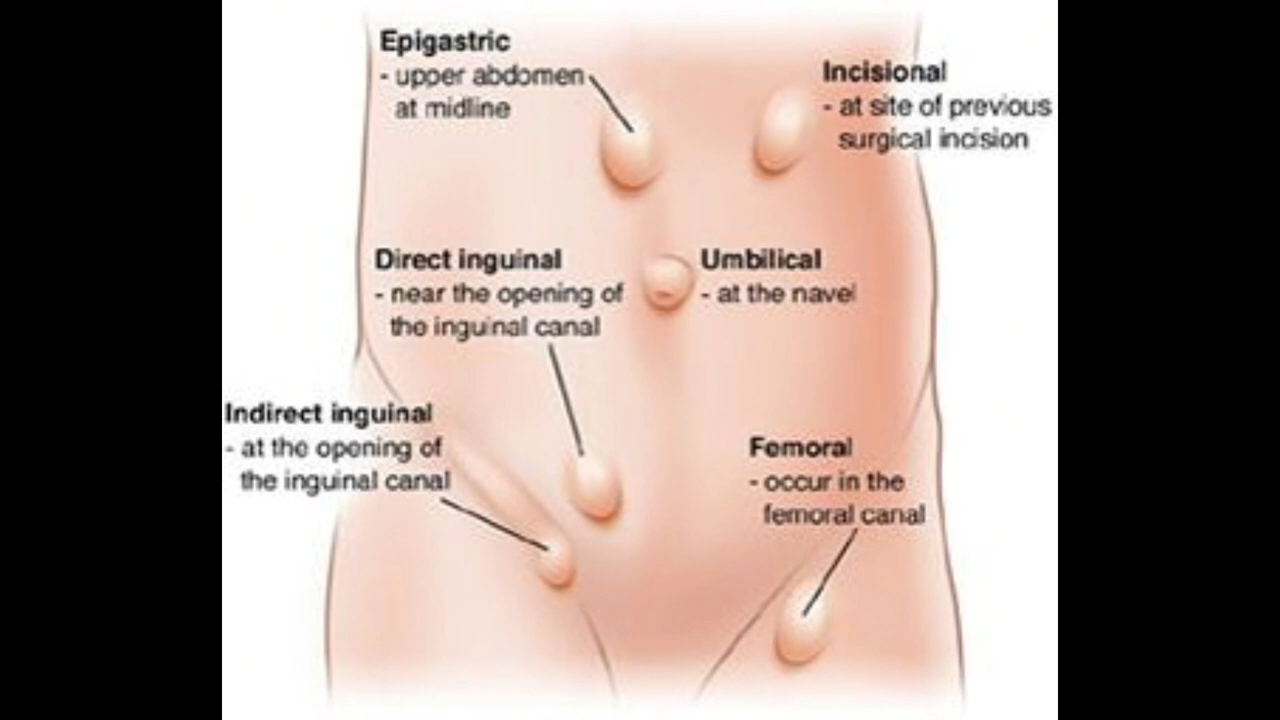 Epigastric
- upper abdomen
at midline
Incisional
- at site of previous
surgical incision
Direct inguinal
- near the opening of
the inguinal canal
Umbilical
- at the navel
Indirect inguinal
- at the opening of
the inguinal canal
Femoral
- occur in the
femoral canal